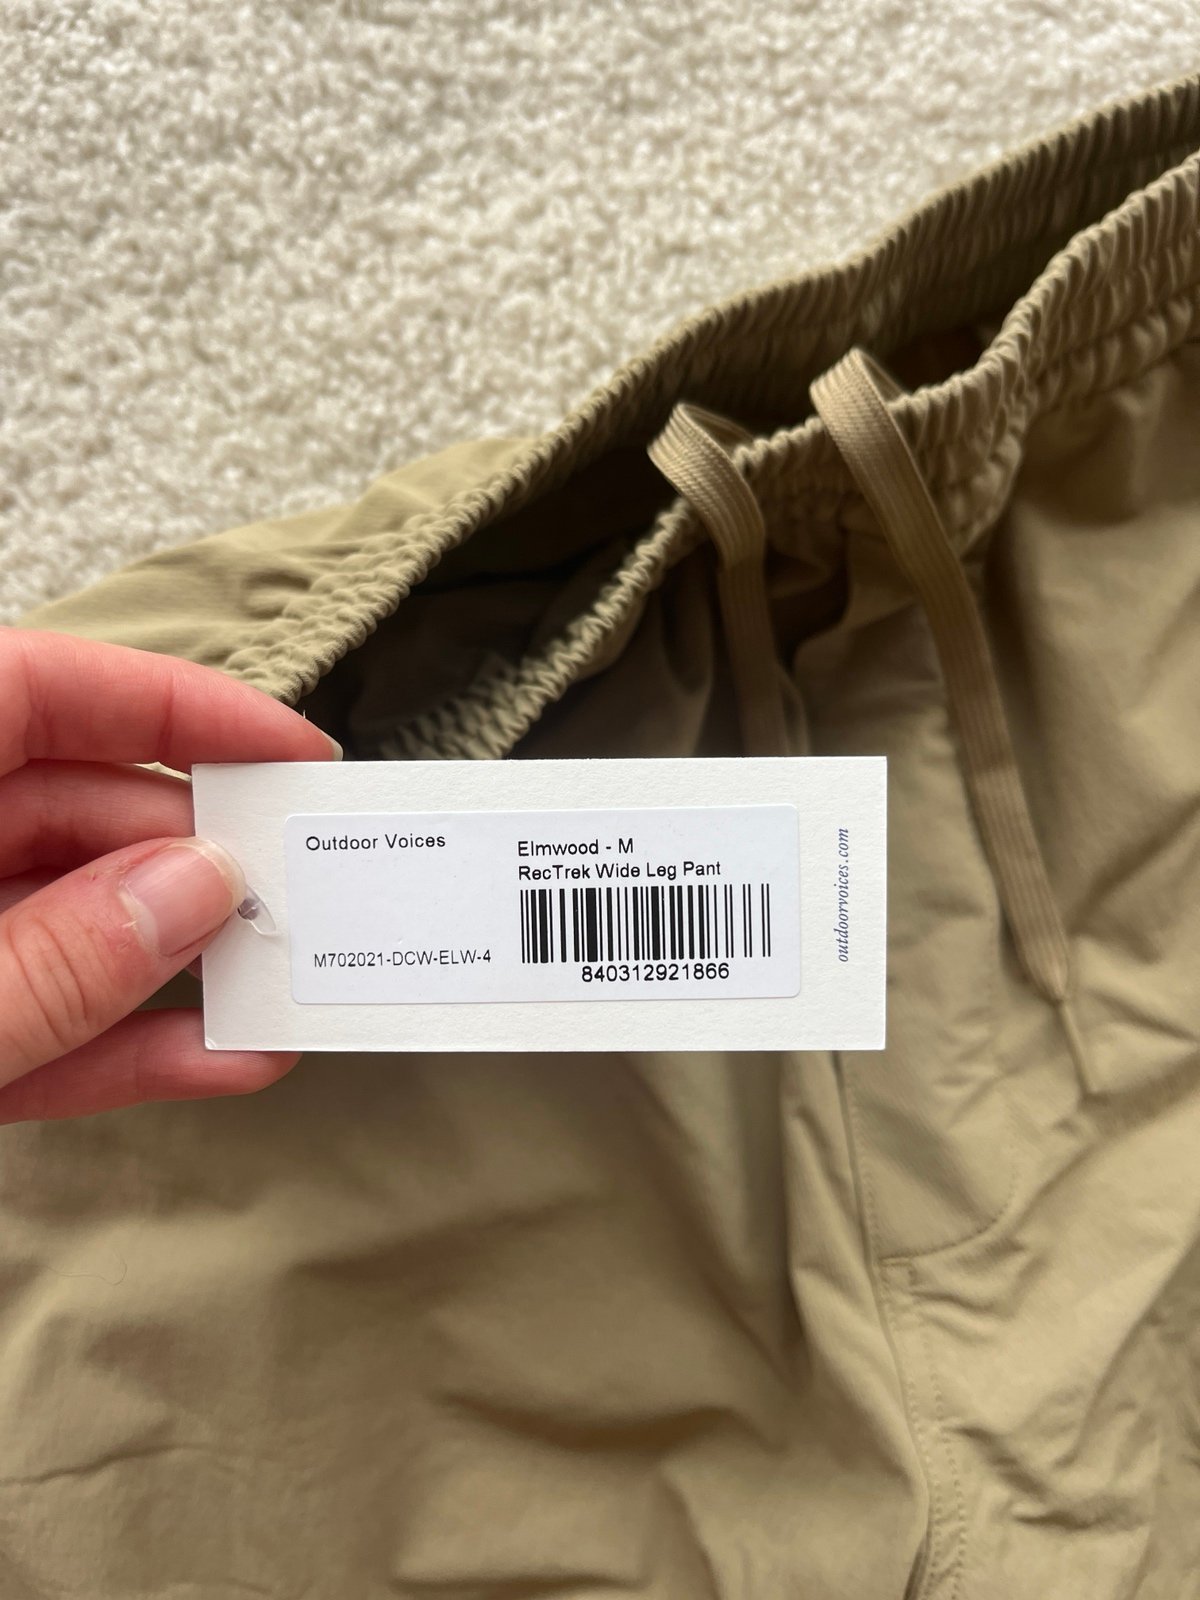 Outdoor Voices
Elmwood - M
RecTrek Wide Leg Pant
M702021-DCW-ELW-4
840312921866
outdoorvoices.com